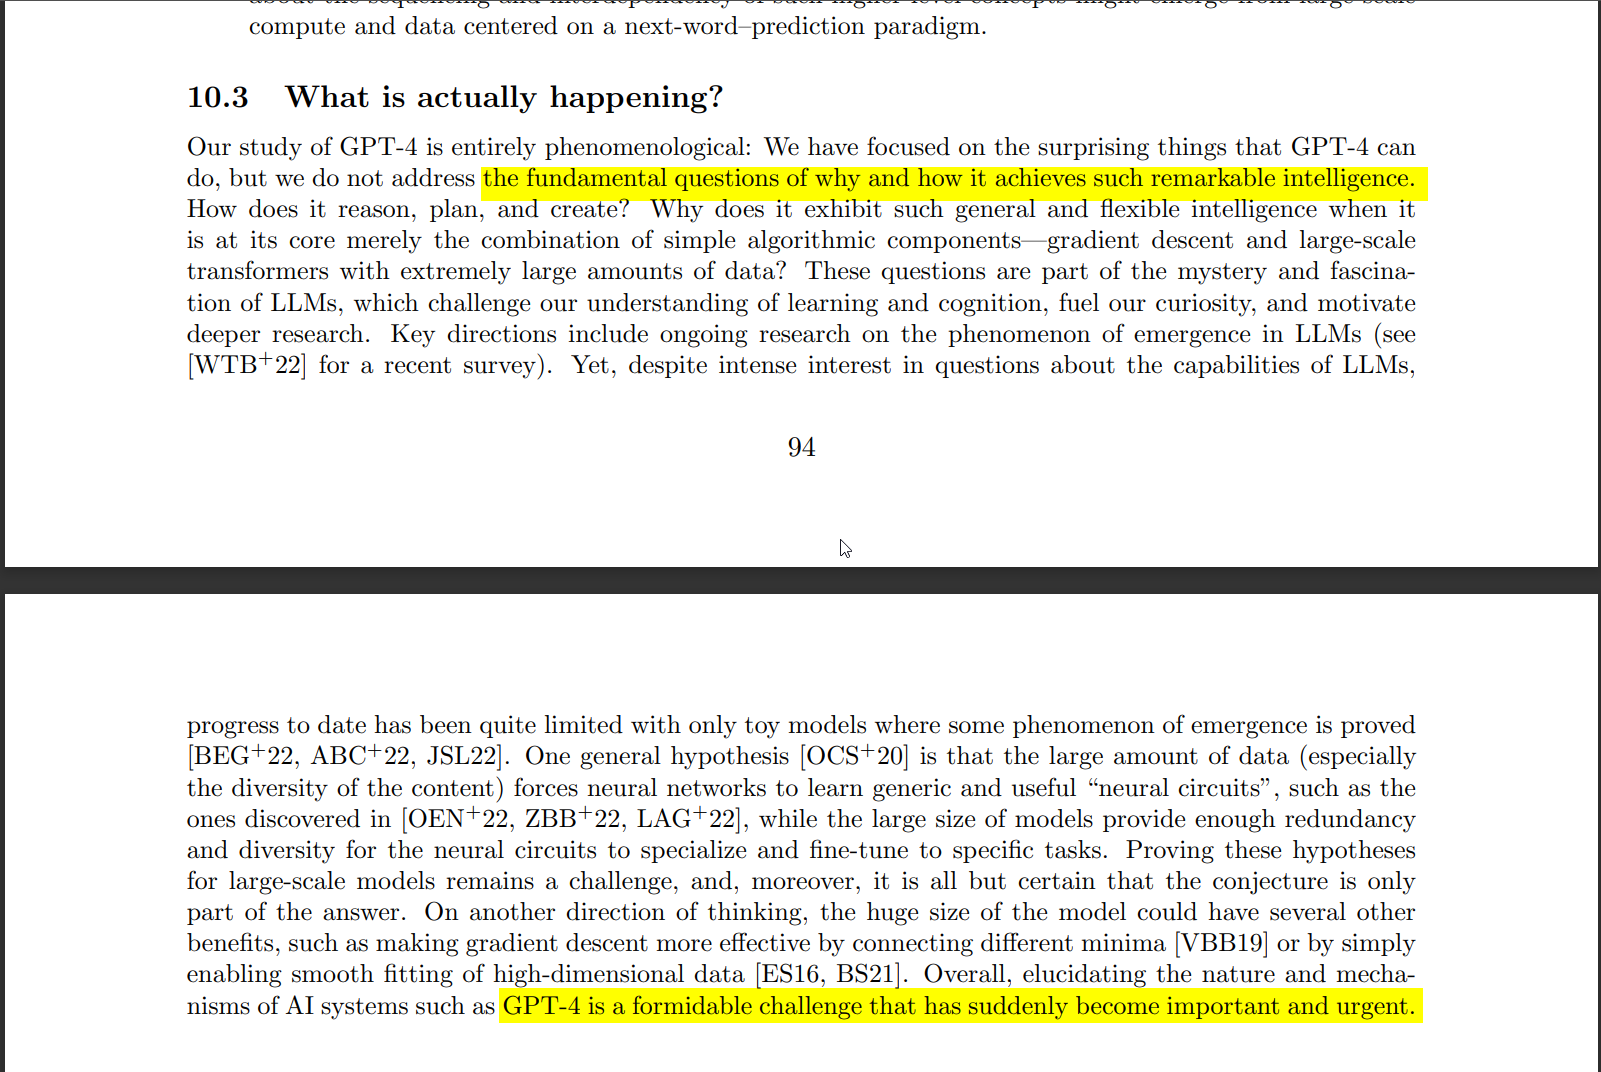 compute and data centered on a next-word–prediction paradigm.
10.3 What is actually happening?
Our study of GPT-4 is entirely phenomenological: We have focused on the surprising things that GPT-4 can
do, but we do not address the fundamental questions of why and how it achieves such remarkable intelligence.
How does it reason, plan, and create? Why does it exhibit such general and flexible intelligence when it
is at its core merely the combination of simple algorithmic components—gradient descent and large-scale
transformers with extremely large amounts of data? These questions are part of the mystery and fascina-
tion of LLMs, which challenge our understanding of learning and cognition, fuel our curiosity, and motivate
deeper research. Key directions include ongoing research on the phenomenon of emergence in LLMs (see
[WTB+22] for a recent survey). Yet, despite intense interest in questions about the capabilities of LLMs,
94
progress to date has been quite limited with only toy models where some phenomenon of emergence is proved
[BEG+22, ABC+22, JSL22]. One general hypothesis [OCS+20] is that the large amount of data (especially
the diversity of the content) forces neural networks to learn generic and useful “neural circuits”, such as the
ones discovered in [OEN+22, ZBB+22, LAG+22], while the large size of models provide enough redundancy
and diversity for the neural circuits to specialize and fine-tune to specific tasks. Proving these hypotheses
for large-scale models remains a challenge, and, moreover, it is all but certain that the conjecture is only
part of the answer. On another direction of thinking, the huge size of the model could have several other
benefits, such as making gradient descent more effective by connecting different minima [VBB19] or by simply
enabling smooth fitting of high-dimensional data [ES16, BS21]. Overall, elucidating the nature and mecha-
nisms of AI systems such as GPT-4 is a formidable challenge that has suddenly become important and urgent.